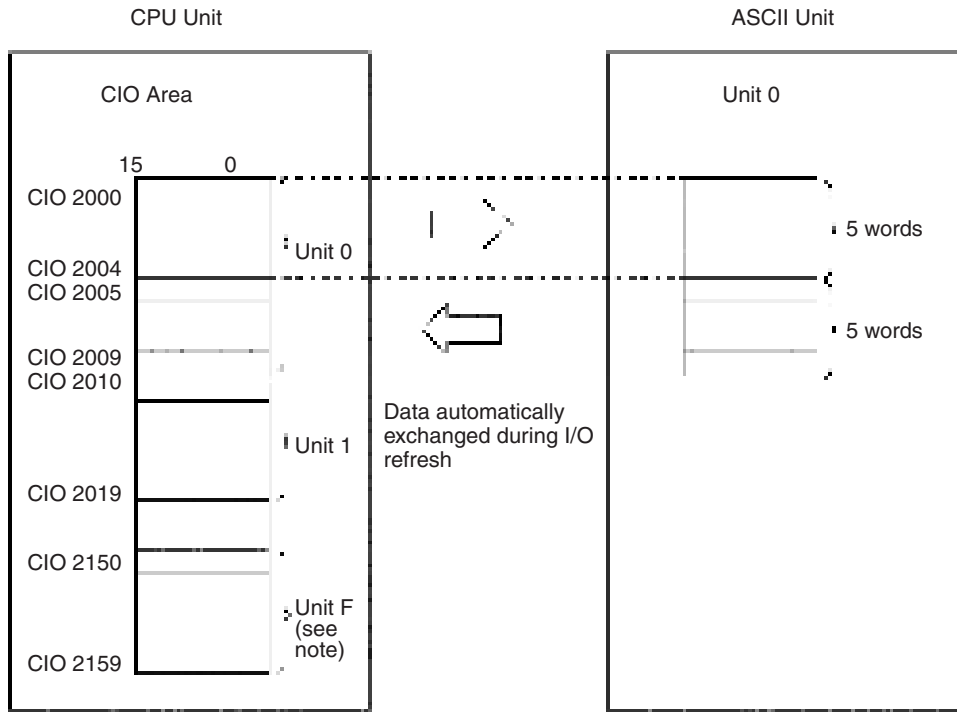 CPU Unit
ASCII Unit
CIO Area
Unit 0
15 0
CIO 2000
Unit 0
5 words
CIO 2004
CIO 2005
5 words
CIO 2009
CIO 2010
Data automatically
exchanged during I/O
refresh
Unit 1
CIO 2019
CIO 2150
Unit F
(see
note)
CIO 2159